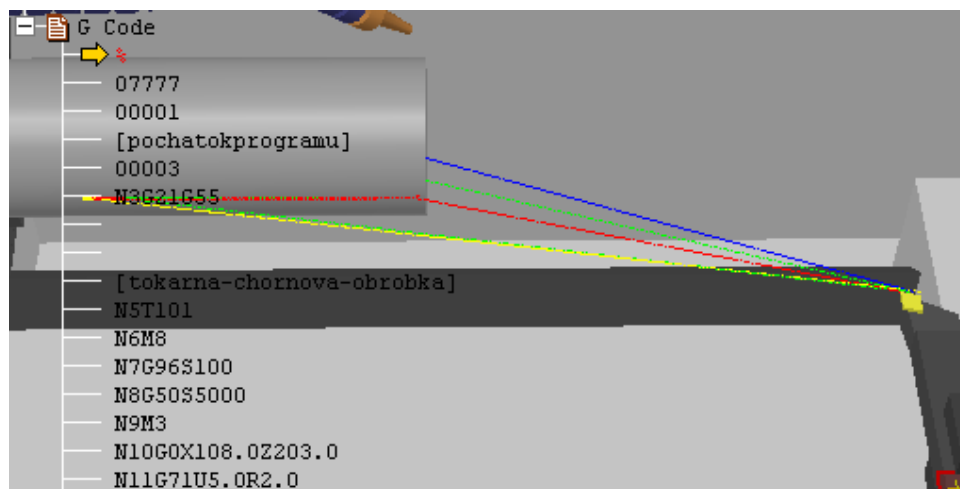 G Code
%
O7777
O0001
[pochatokprogramu]
O0003
N3G21G55
[tokarna-chornova-obrobka]
N5T101
N6M8
N7G96S100
N8G50S5000
N9M3
N10G0X108.0Z203.0
N11G71U5.0R2.0